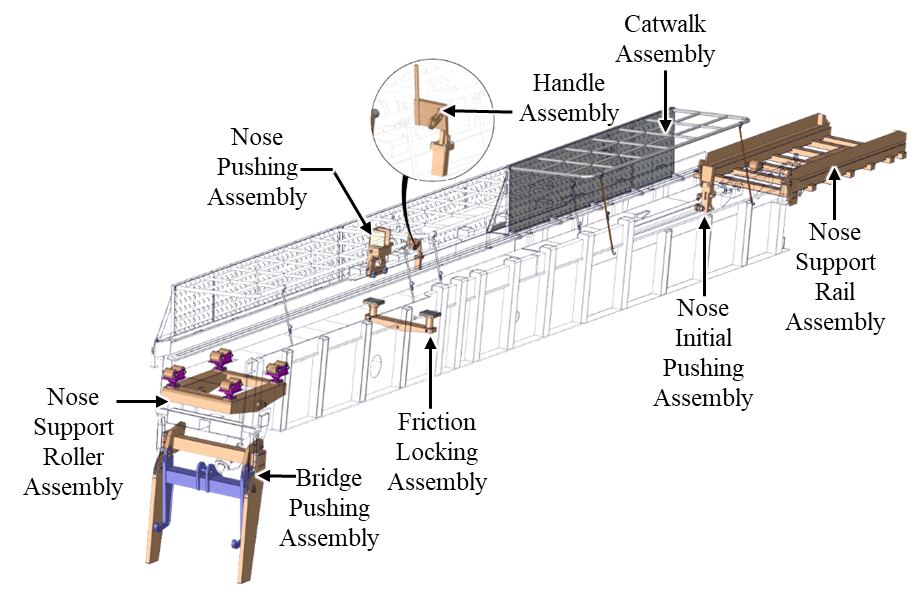 Catwalk
Assembly
Handle
Assembly
Nose
Pushing
Assembly
Nose
Support
Rail
Assembly
Nose
Initial
Pushing
Assembly
Nose
Support
Roller
Assembly
Friction
Locking
Assembly
Bridge
Pushing
Assembly